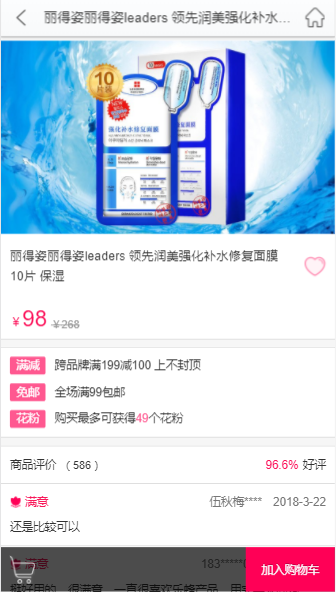 丽得姿丽得姿leaders 领先润美强化补水...
10
强化补水修复面膜
丽得姿丽得姿leaders 领先润美强化补水修复面膜
10片 保湿
¥98 ¥268
满减 跨品牌满199减100 上不封顶
免邮 全场满99包邮
花粉 购买最多可获得49个花粉
商品评价 (586) 96.6% 好评
满意 伍秋梅**** 2018-3-22
还是比较可以
满意 183*****
加入购物车